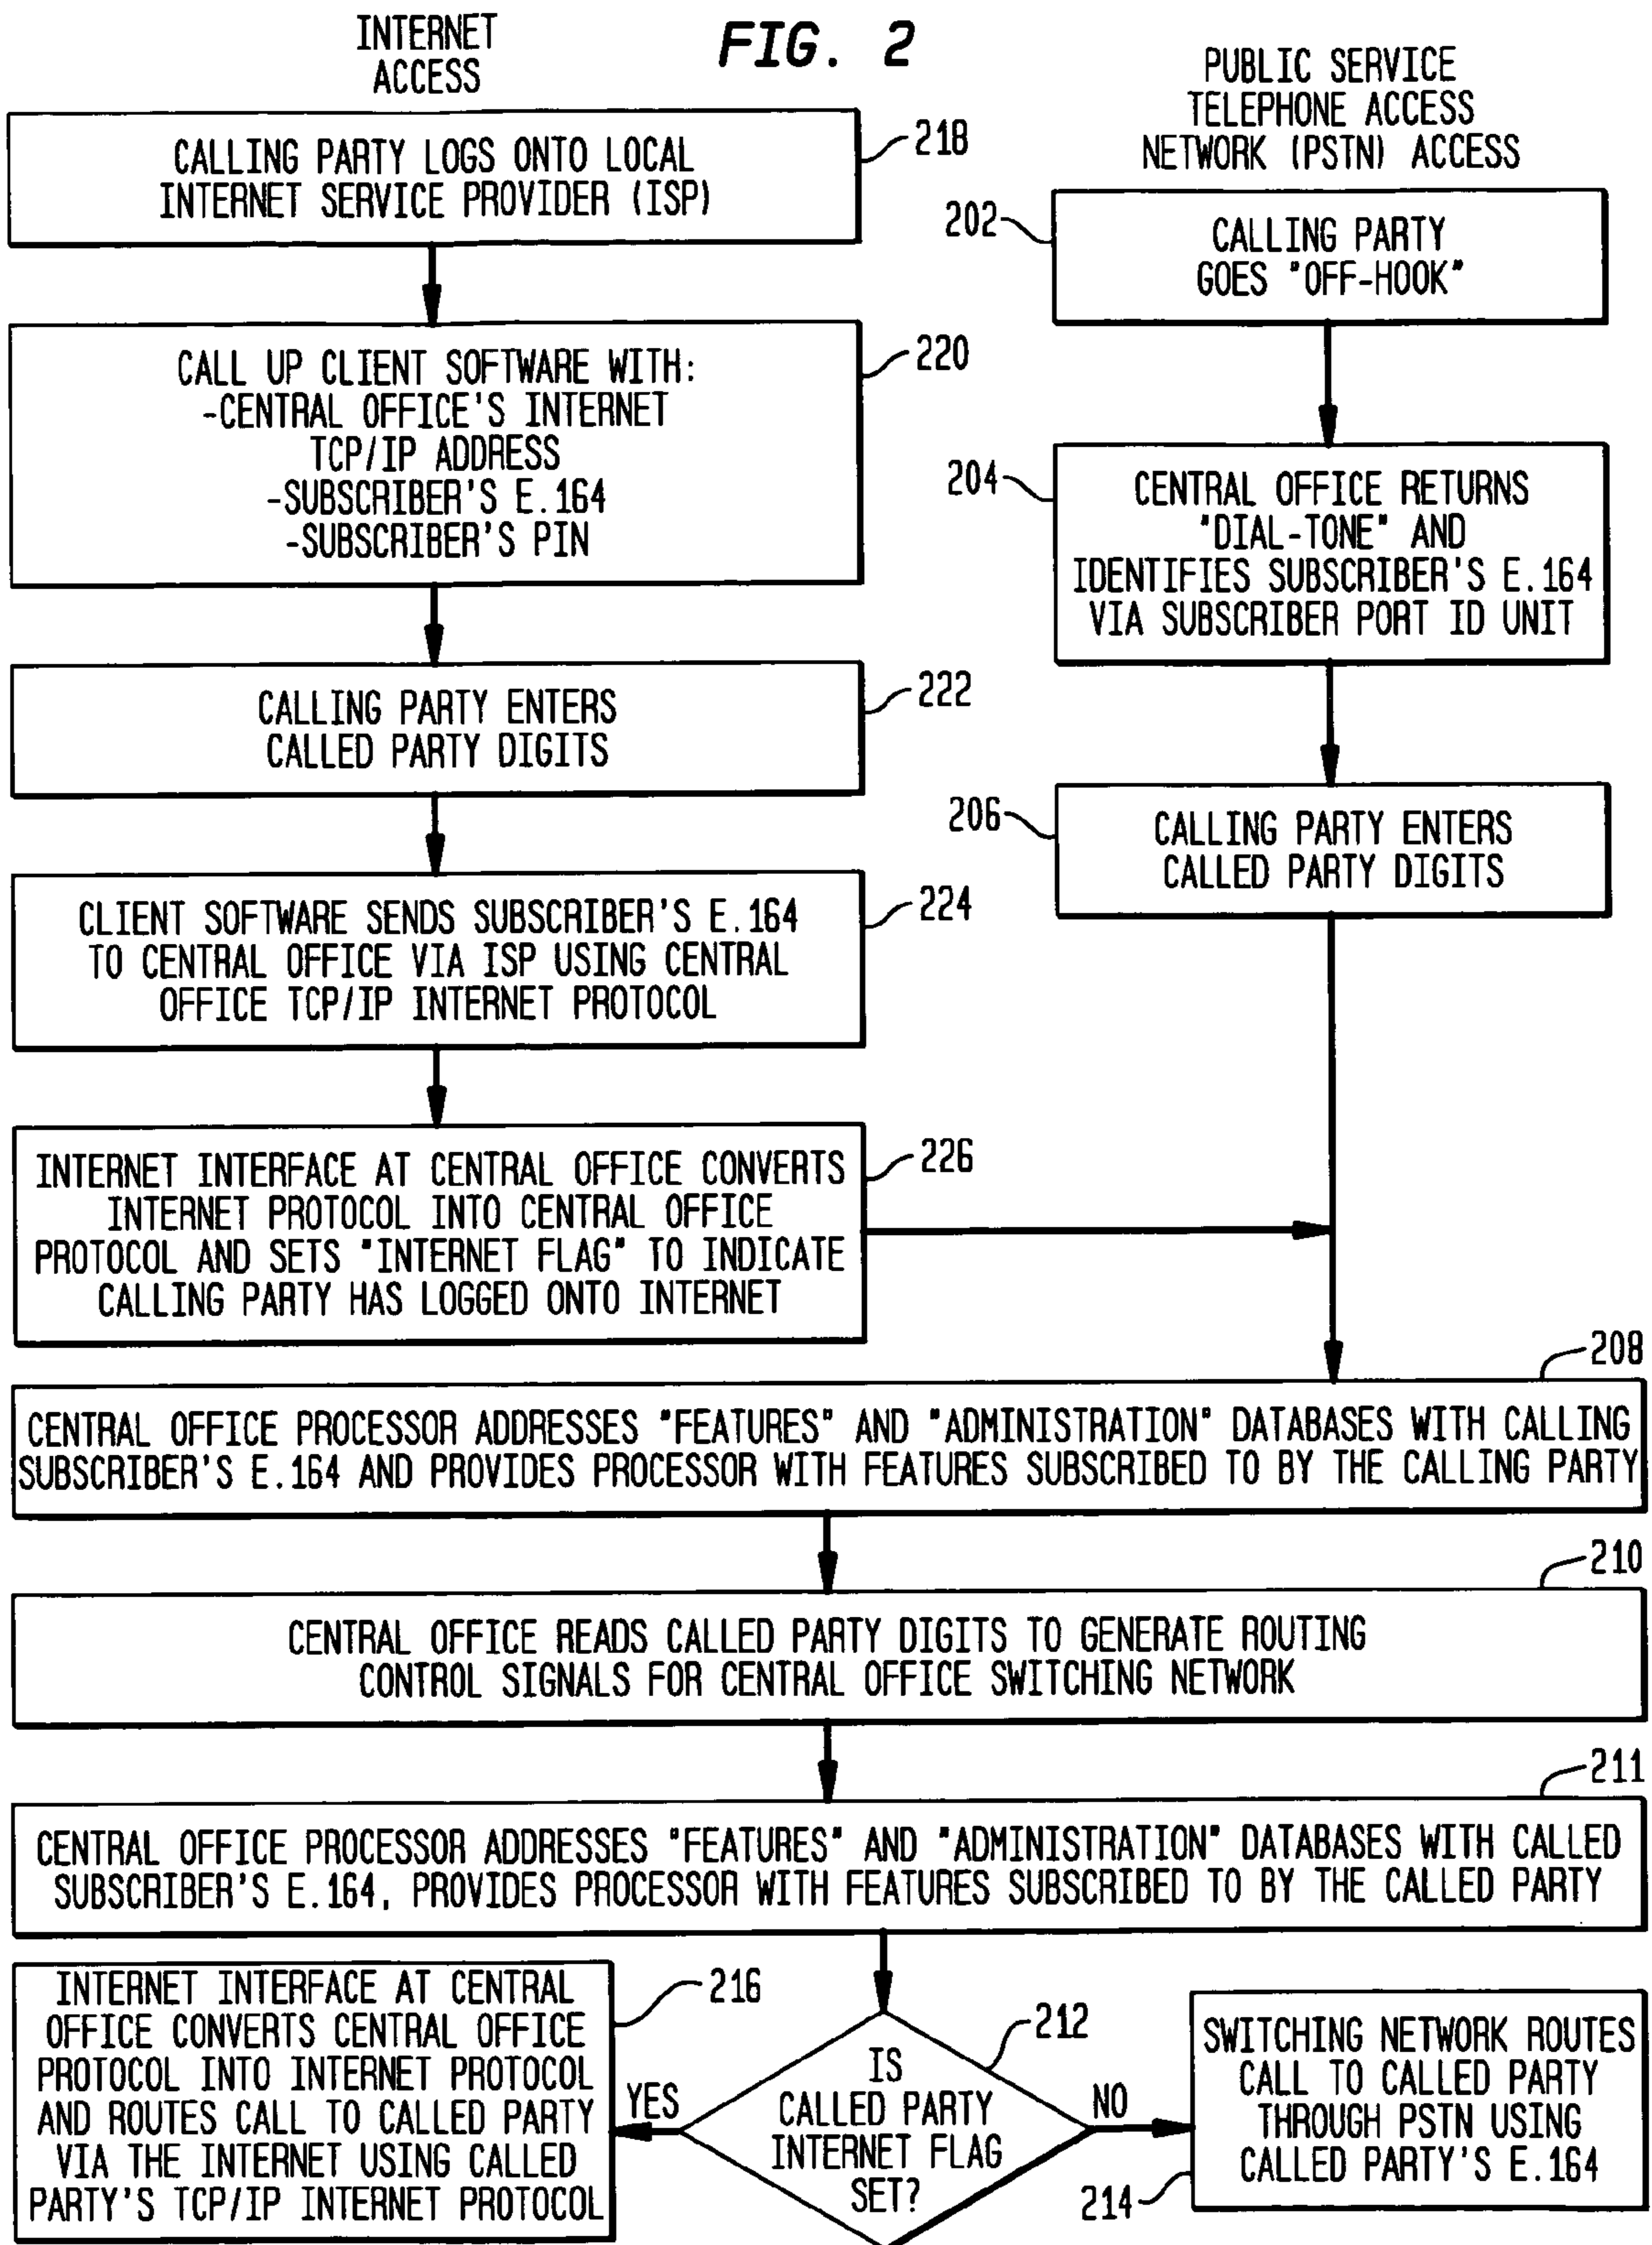 FIG. 2
INTERNET
ACCESS
CALLING PARTY LOGS ONTO LOCAL
INTERNET SERVICE PROVIDER (ISP)
218
CALL UP CLIENT SOFTWARE WITH:
-CENTRAL OFFICE'S INTERNET
TCP/IP ADDRESS
-SUBSCRIBER'S E.164
-SUBSCRIBER'S PIN
220
CALLING PARTY ENTERS
CALLED PARTY DIGITS
222
CLIENT SOFTWARE SENDS SUBSCRIBER'S E.164
TO CENTRAL OFFICE VIA ISP USING CENTRAL
OFFICE TCP/IP INTERNET PROTOCOL
224
INTERNET INTERFACE AT CENTRAL OFFICE CONVERTS
INTERNET PROTOCOL INTO CENTRAL OFFICE
PROTOCOL AND SETS "INTERNET FLAG" TO INDICATE
CALLING PARTY HAS LOGGED ONTO INTERNET
226
PUBLIC SERVICE
TELEPHONE ACCESS
NETWORK (PSTN) ACCESS
202
CALLING PARTY
GOES "OFF-HOOK"
204
CENTRAL OFFICE RETURNS
"DIAL-TONE" AND
IDENTIFIES SUBSCRIBER'S E.164
VIA SUBSCRIBER PORT ID UNIT
206
CALLING PARTY ENTERS
CALLED PARTY DIGITS
208
CENTRAL OFFICE PROCESSOR ADDRESSES "FEATURES" AND "ADMINISTRATION" DATABASES WITH CALLING
SUBSCRIBER'S E.164 AND PROVIDES PROCESSOR WITH FEATURES SUBSCRIBED TO BY THE CALLING PARTY
210
CENTRAL OFFICE READS CALLED PARTY DIGITS TO GENERATE ROUTING
CONTROL SIGNALS FOR CENTRAL OFFICE SWITCHING NETWORK
211
CENTRAL OFFICE PROCESSOR ADDRESSES "FEATURES" AND "ADMINISTRATION" DATABASES WITH CALLED
SUBSCRIBER'S E.164, PROVIDES PROCESSOR WITH FEATURES SUBSCRIBED TO BY THE CALLED PARTY
INTERNET INTERFACE AT CENTRAL
OFFICE CONVERTS CENTRAL OFFICE
PROTOCOL INTO INTERNET PROTOCOL
AND ROUTES CALL TO CALLED PARTY
VIA THE INTERNET USING CALLED
PARTY'S TCP/IP INTERNET PROTOCOL
216
YES
IS
CALLED PARTY
INTERNET FLAG
SET?
212
NO
SWITCHING NETWORK ROUTES
CALL TO CALLED PARTY
THROUGH PSTN USING
CALLED PARTY'S E.164
214